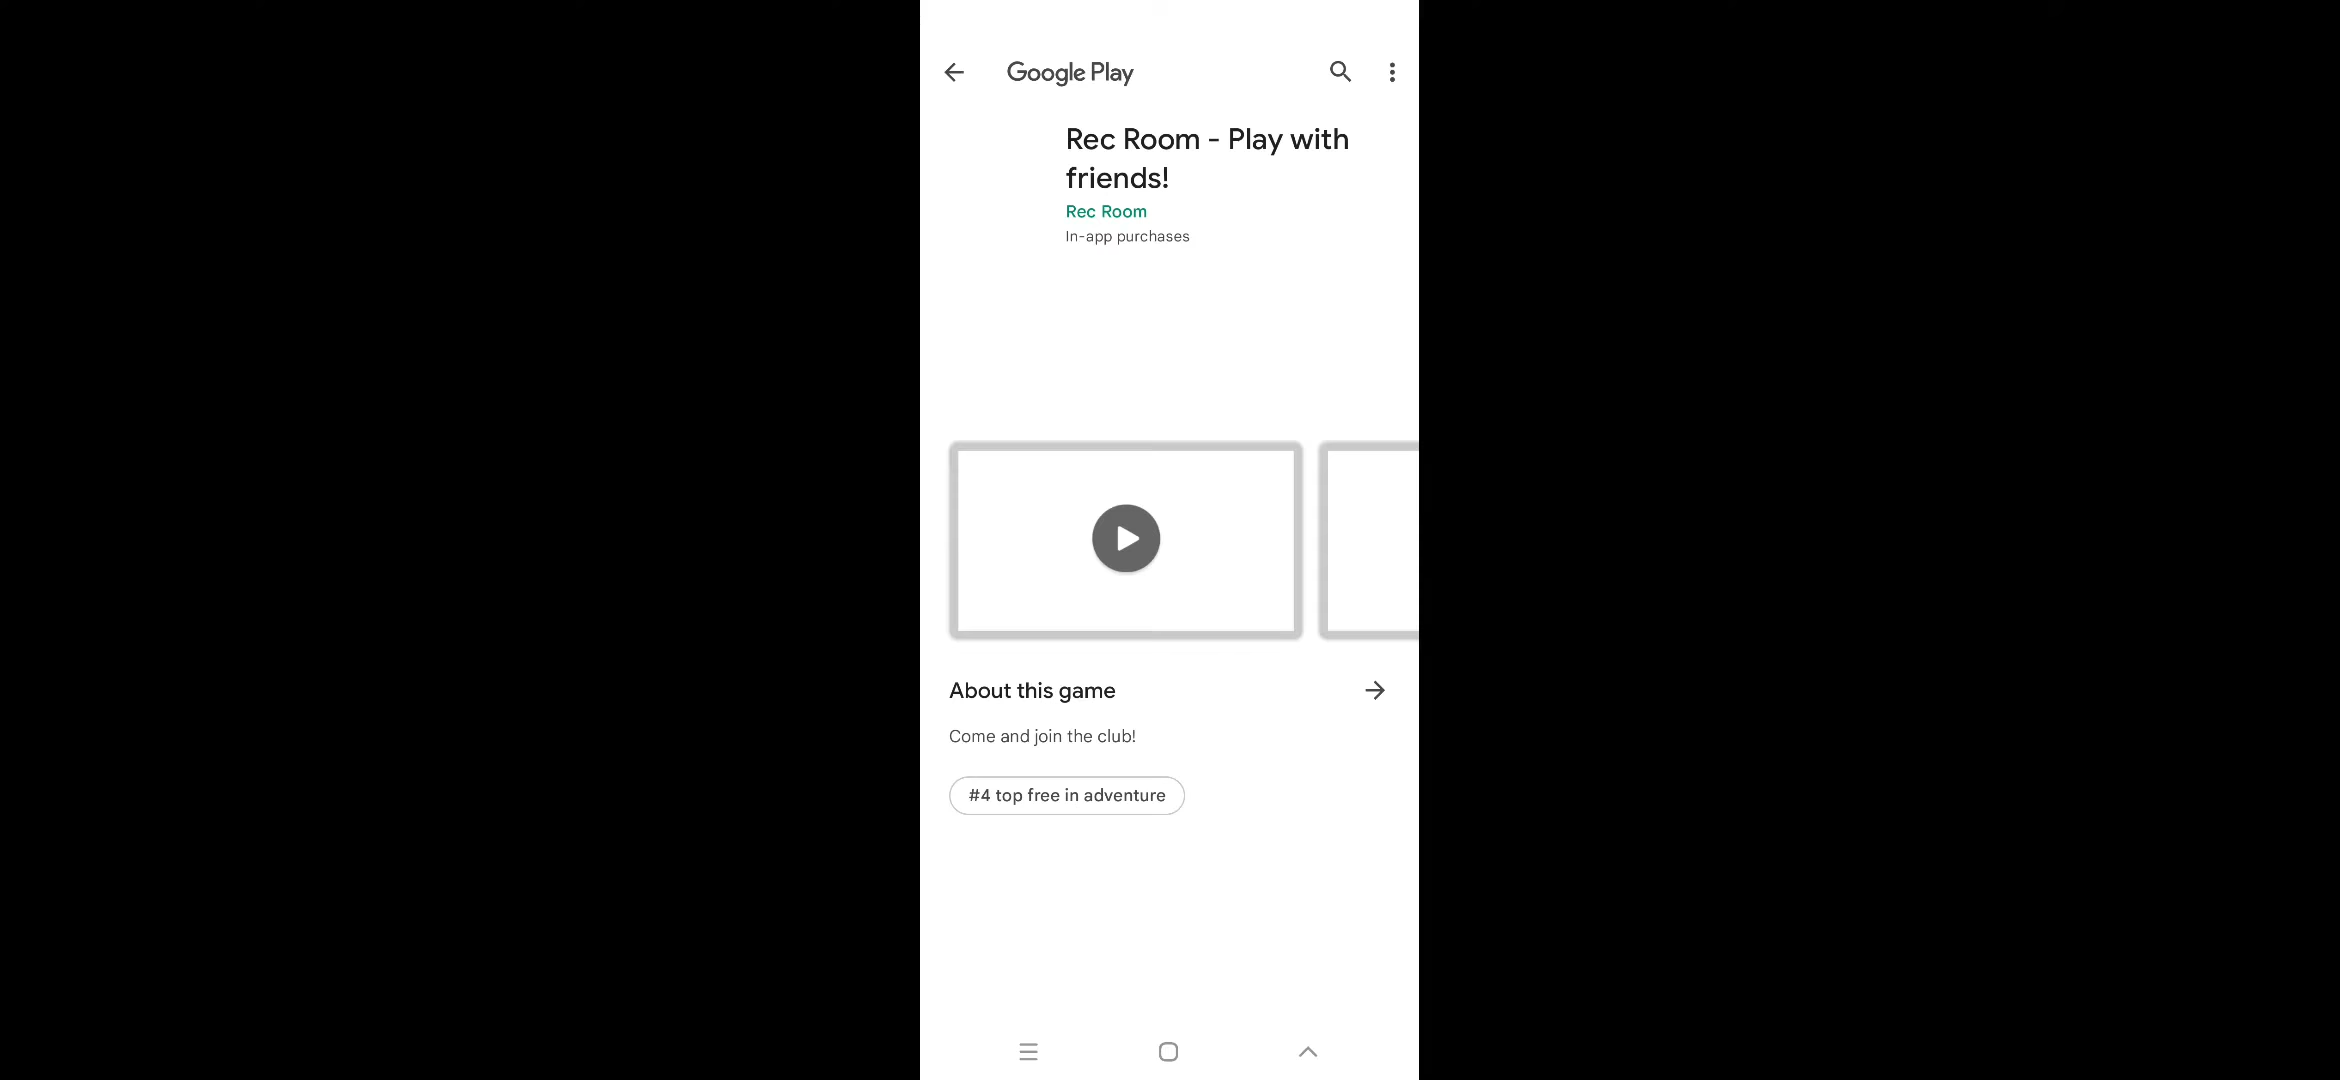 Google Play
Rec Room - Play with
friends!
Rec Room
In-app purchases
About this game
Come and join the club!
#4 top free in adventure